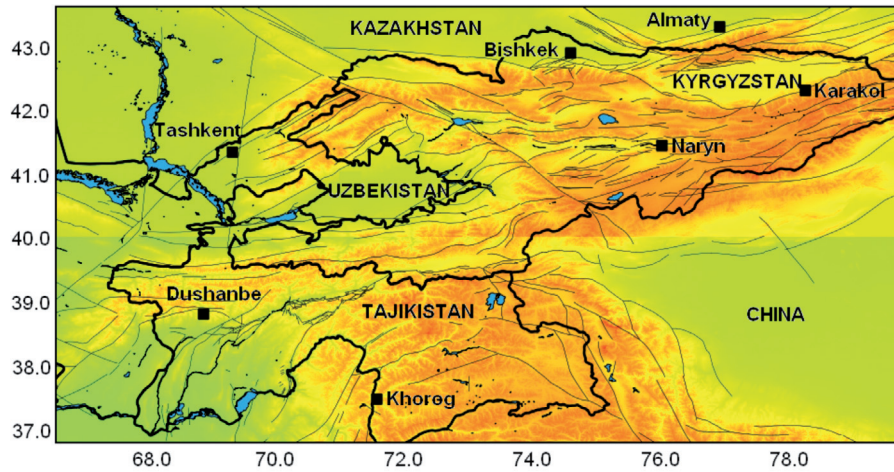 43.0
KAZAKHSTAN
Almaty
Bishkek
KYRGYZSTAN
42.0
Karakol
Tashkent
Naryn
41.0
UZBEKISTAN
40.0
39.0
Dushanbe
TAJIKISTAN
CHINA
38.0
Khorog
37.0
68.0 70.0 72.0 74.0 76.0 78.0